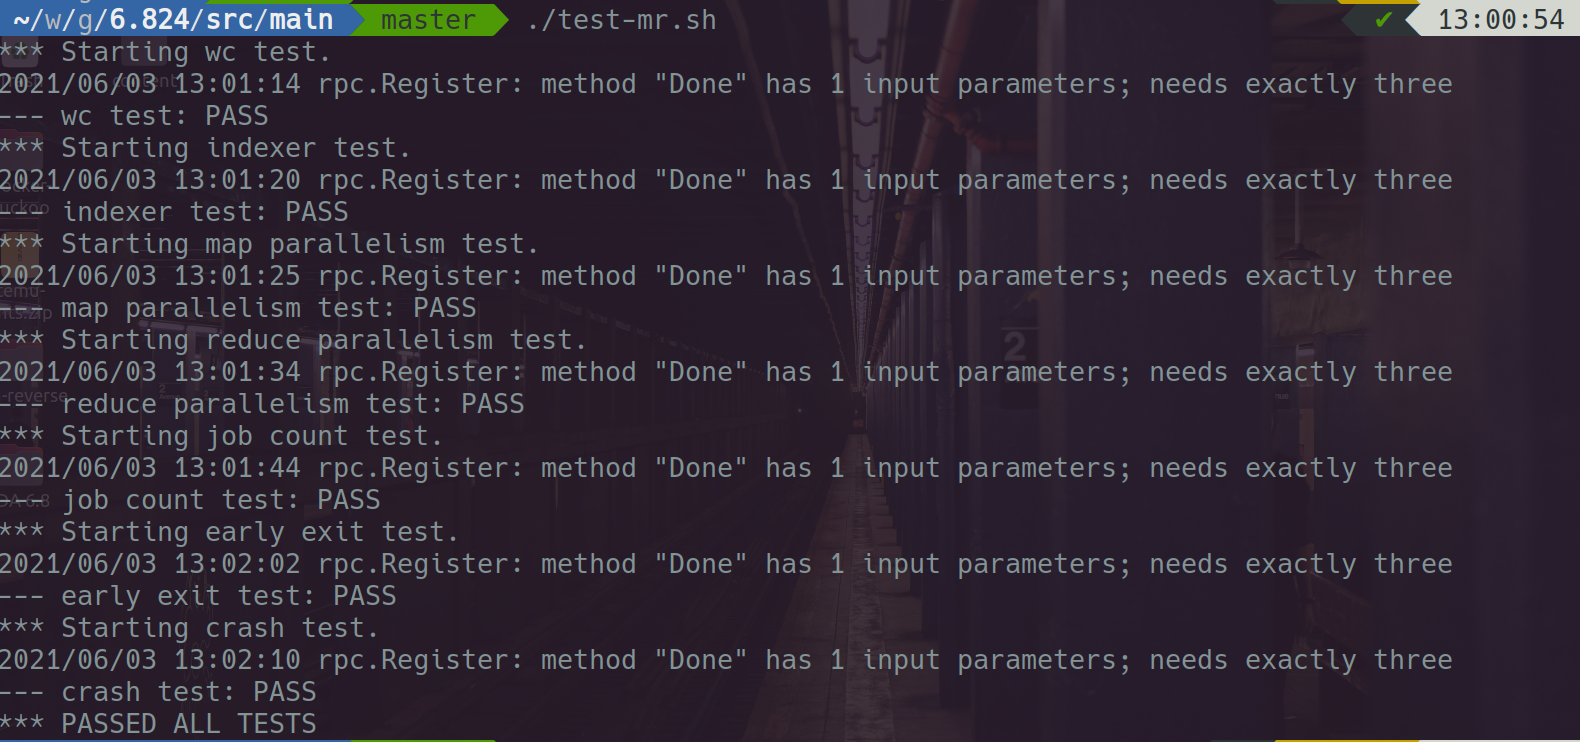 ~/w/g/6.824/src/main master ./test-mr.sh ✔ 13:00:54
*** Starting wc test.
2021/06/03 13:01:14 rpc.Register: method "Done" has 1 input parameters; needs exactly three
--- wc test: PASS
*** Starting indexer test.
2021/06/03 13:01:20 rpc.Register: method "Done" has 1 input parameters; needs exactly three
--- indexer test: PASS
*** Starting map parallelism test.
2021/06/03 13:01:25 rpc.Register: method "Done" has 1 input parameters; needs exactly three
--- map parallelism test: PASS
*** Starting reduce parallelism test.
2021/06/03 13:01:34 rpc.Register: method "Done" has 1 input parameters; needs exactly three
--- reduce parallelism test: PASS
*** Starting job count test.
2021/06/03 13:01:44 rpc.Register: method "Done" has 1 input parameters; needs exactly three
--- job count test: PASS
*** Starting early exit test.
2021/06/03 13:02:02 rpc.Register: method "Done" has 1 input parameters; needs exactly three
--- early exit test: PASS
*** Starting crash test.
2021/06/03 13:02:10 rpc.Register: method "Done" has 1 input parameters; needs exactly three
--- crash test: PASS
*** PASSED ALL TESTS
2